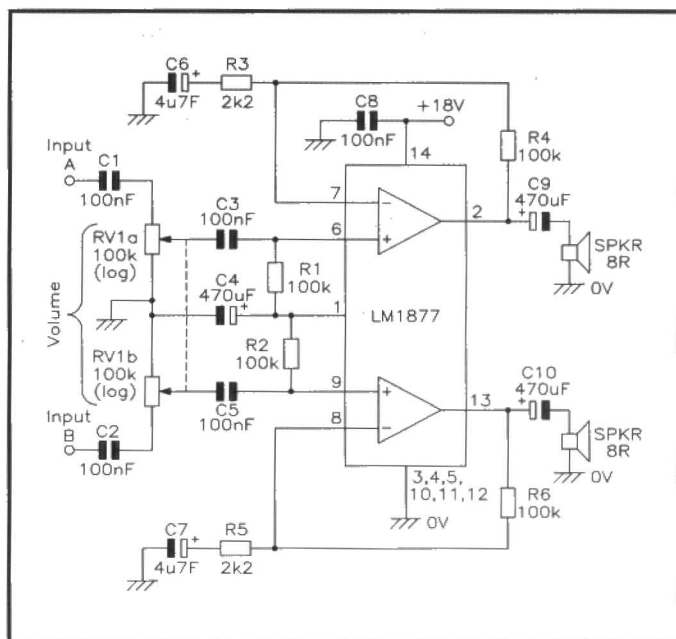 C6
4u7F
R3
2k2
C8
100nF
+18V
14
R4
100k
Input
A
C1
100nF
7
6
2
C9
470uF
SPKR
8R
0V
RV1a
100k
(log)
C3
100nF
R1
100k
C4
470uF
1
LM1877
Volume
R2
100k
RV1b
100k
(log)
C5
100nF
9
8
13
C10
470uF
SPKR
8R
0V
Input
B
C2
100nF
3,4,5,
10,11,12
0V
R6
100k
C7
4u7F
R5
2k2